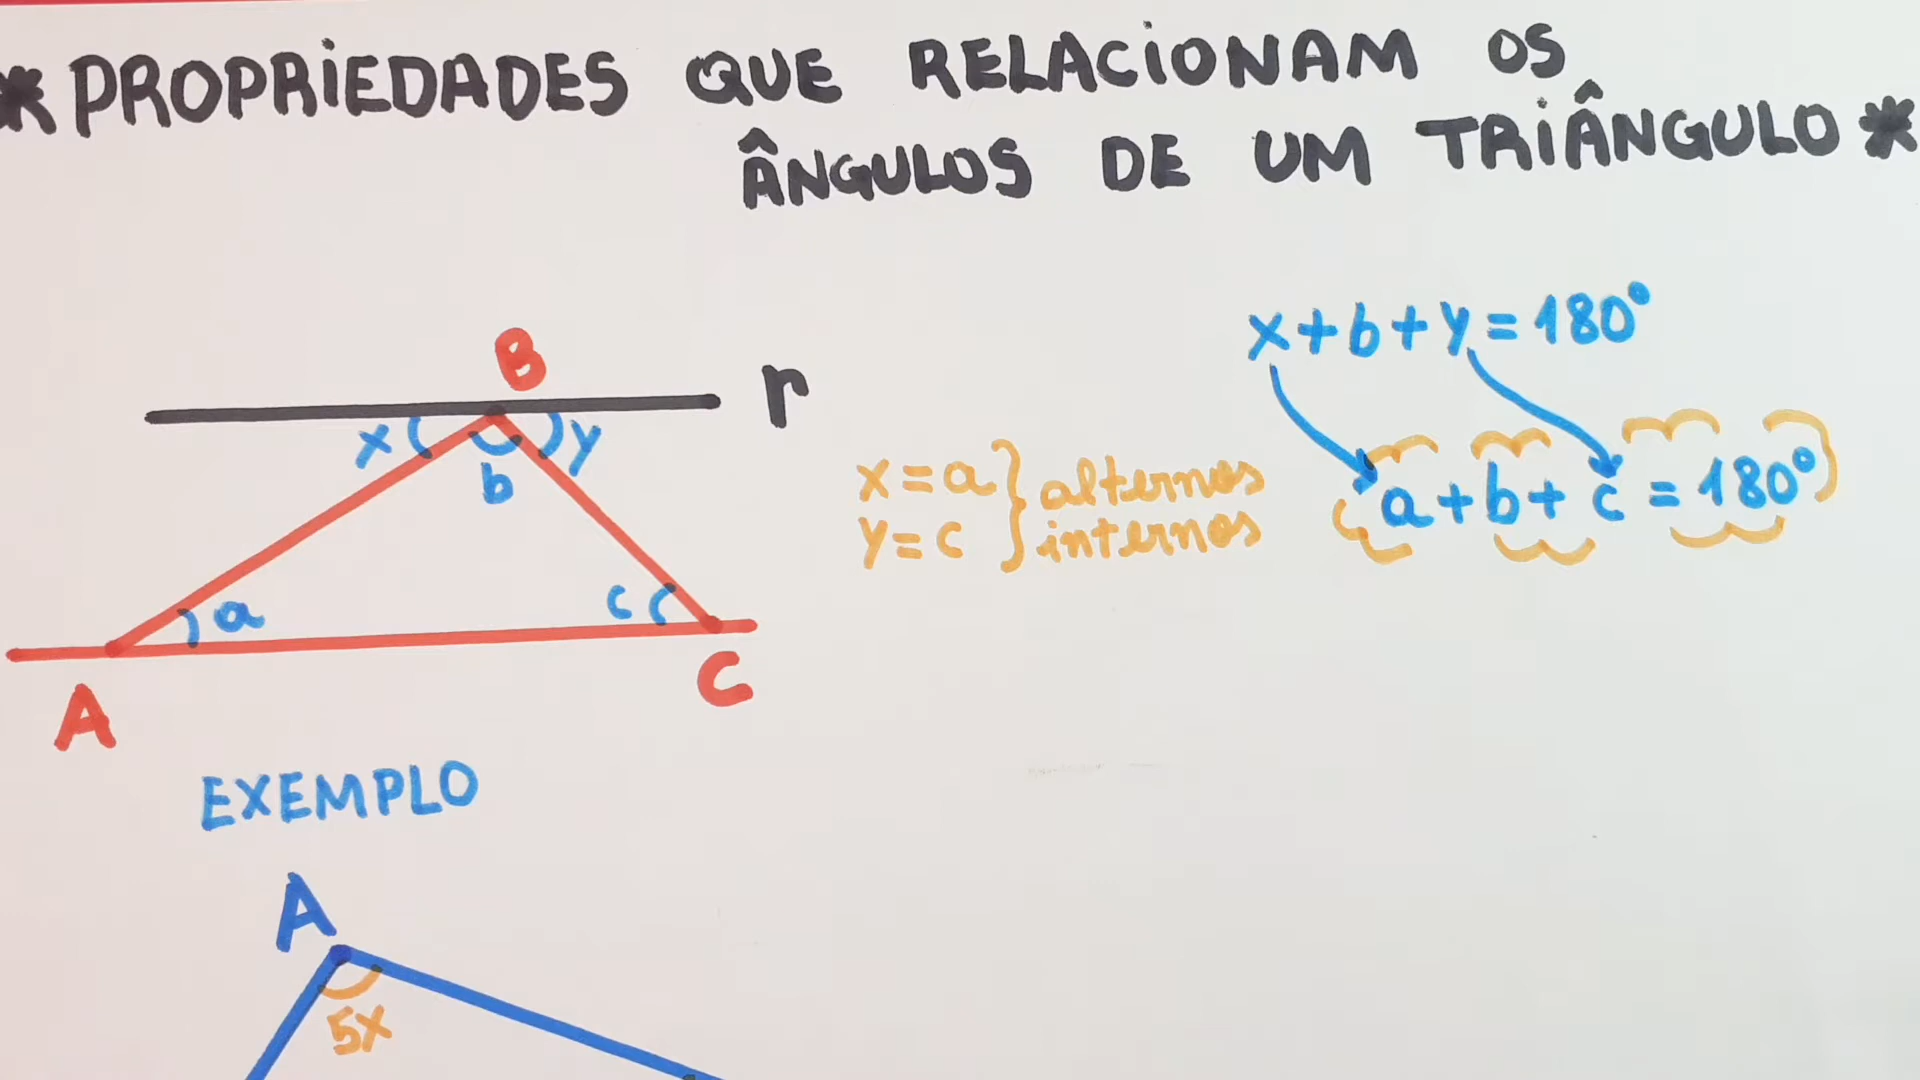 *PROPRIEDADES QUE RELACIONAM OS
ÂNGULOS DE UM TRIÂNGULO*
B
r
x
b
y
a
c
A
C
x=a
y=c
alternos
internos
x+b+y=180°
a+b+c=180°
EXEMPLO
A
5x